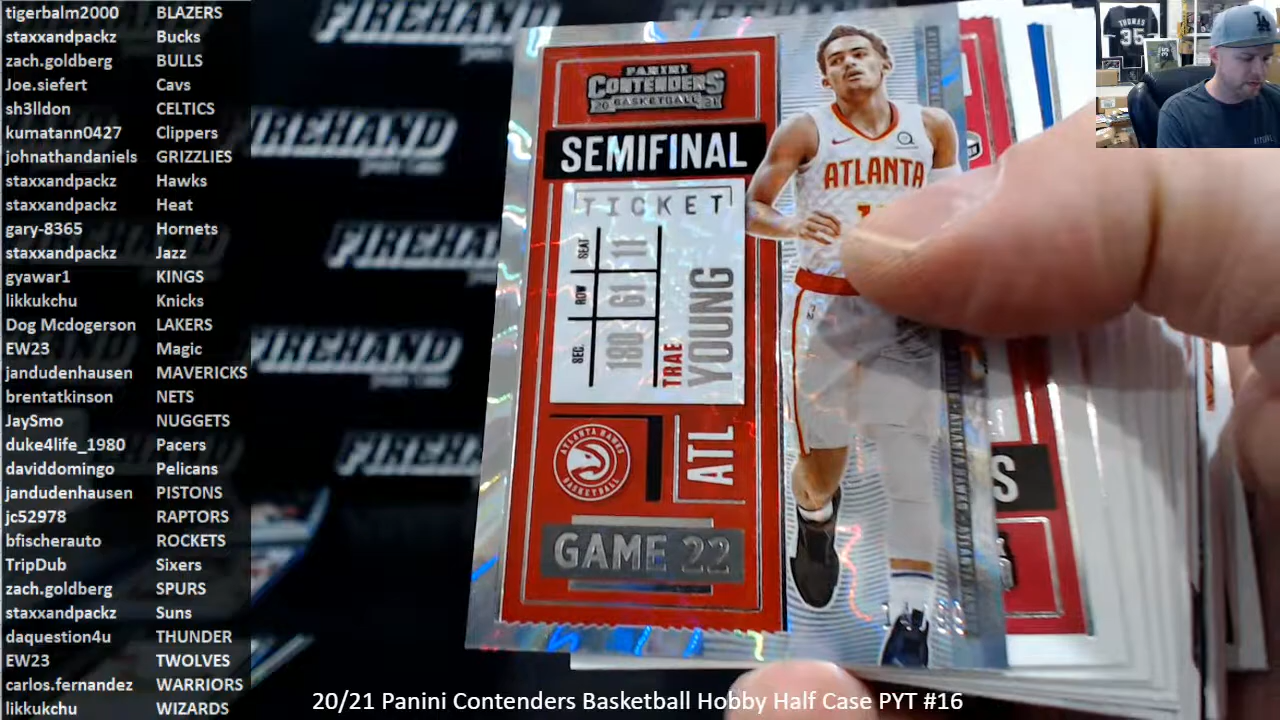 tigerbalm2000 BLAZERS
staxxandpackz Bucks
zach.goldberg BULLS
Joe.siefert Cavs
sh3lldon CELTICS
kumatann0427 Clippers
johnathandaniels GRIZZLIES
staxxandpackz Hawks
staxxandpackz Heat
gary-8365 Hornets
staxxandpackz Jazz
gyawar1 KINGS
likkukchu Knicks
Dog Mcdogerson LAKERS
EW23 Magic
jandudenhausen MAVERICKS
brentatkinson NETS
JaySmo NUGGETS
duke4life_1980 Pacers
daviddomingo Pelicans
jandudenhausen PISTONS
jc52978 RAPTORS
bfischerauto ROCKETS
TripDub Sixers
zach.goldberg SPURS
staxxandpackz Suns
daquestion4u THUNDER
EW23 TWOLVES
carlos.fernandez WARRIORS
likkukchu WIZARDS
FIREHAND
FIREHAND
FIREHAND
FIREHAND
FIREHAND
PANINI
CONTENDERS
20 BASKETBALL 21
SEMIFINAL
TICKET
SEAT 11
ROW 61
SEC. 180
TRAE
YOUNG
ATLANTA HAWKS
BASKETBALL
ATL
GAME 22
ATLANTA
THOMAS
35
20/21 Panini Contenders Basketball Hobby Half Case PYT #16